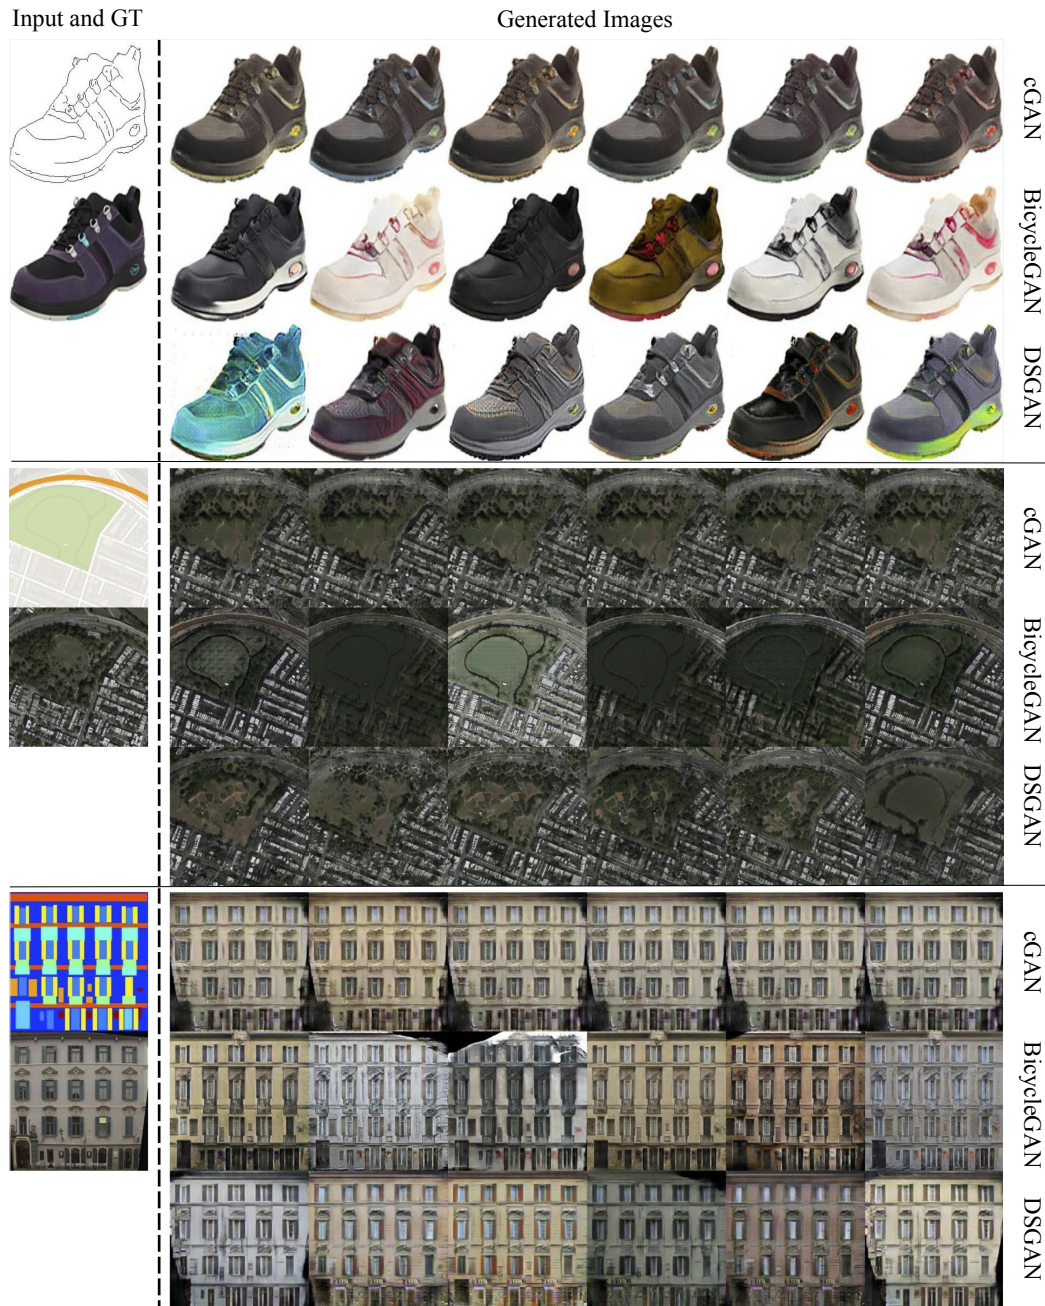 Input and GT
Generated Images
cGAN
BicycleGAN
DSGAN
cGAN
BicycleGAN
DSGAN
cGAN
BicycleGAN
DSGAN